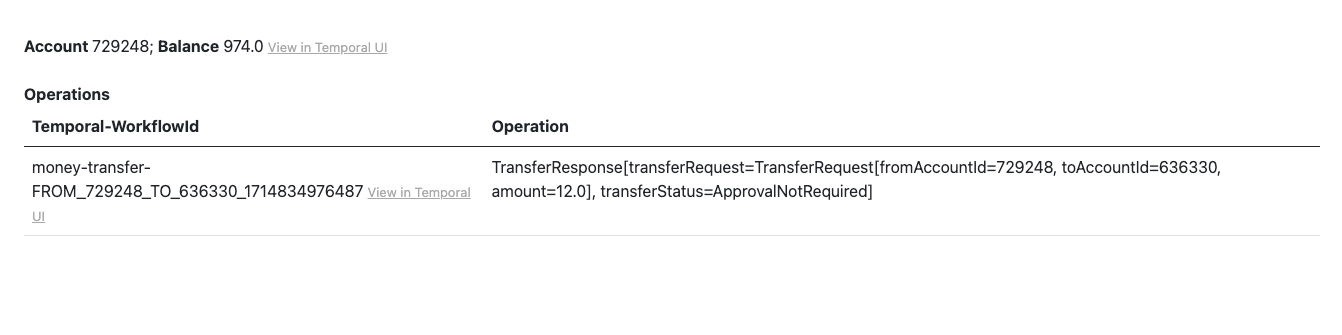 Account 729248; Balance 974.0 View in Temporal UI
Operations
Temporal-WorkflowId Operation
money-transfer- TransferResponse[transferRequest=TransferRequest[fromAccountId=729248, toAccountId=636330,
FROM_729248_TO_636330_1714834976487 View in Temporal amount=12.0], transferStatus=ApprovalNotRequired]
UI